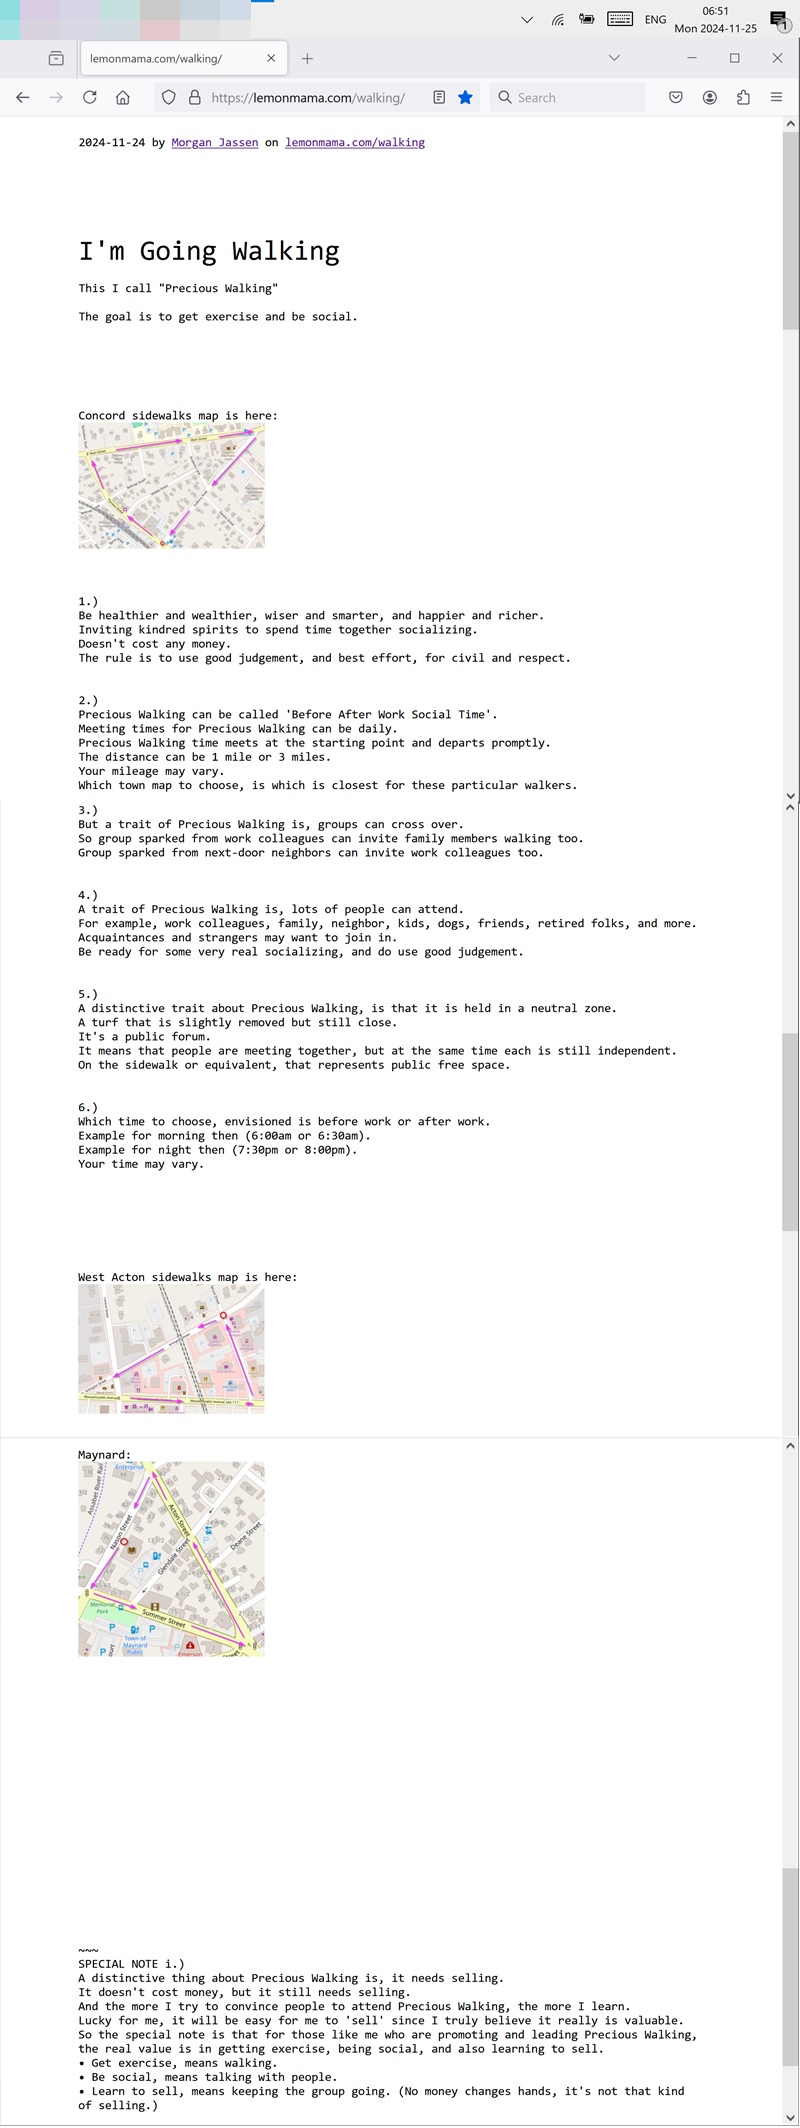 06:51
ENG
Mon 2024-11-25
1
lemonmama.com/walking/
https://lemonmama.com/walking/
Search
2024-11-24 by Morgan Jassen on lemonmama.com/walking
I'm Going Walking
This I call "Precious Walking"
The goal is to get exercise and be social.
Concord sidewalks map is here:
1.)
Be healthier and wealthier, wiser and smarter, and happier and richer.
Inviting kindred spirits to spend time together socializing.
Doesn't cost any money.
The rule is to use good judgement, and best effort, for civil and respect.
2.)
Precious Walking can be called 'Before After Work Social Time'.
Meeting times for Precious Walking can be daily.
Precious Walking time meets at the starting point and departs promptly.
The distance can be 1 mile or 3 miles.
Your mileage may vary.
Which town map to choose, is which is closest for these particular walkers.
3.)
But a trait of Precious Walking is, groups can cross over.
So group sparked from work colleagues can invite family members walking too.
Group sparked from next-door neighbors can invite work colleagues too.
4.)
A trait of Precious Walking is, lots of people can attend.
For example, work colleagues, family, neighbor, kids, dogs, friends, retired folks, and more.
Acquaintances and strangers may want to join in.
Be ready for some very real socializing, and do use good judgement.
5.)
A distinctive trait about Precious Walking, is that it is held in a neutral zone.
A turf that is slightly removed but still close.
It's a public forum.
It means that people are meeting together, but at the same time each is still independent.
On the sidewalk or equivalent, that represents public free space.
6.)
Which time to choose, envisioned is before work or after work.
Example for morning then (6:00am or 6:30am).
Example for night then (7:30pm or 8:00pm).
Your time may vary.
West Acton sidewalks map is here:
Maynard:
Enterprise
Assabet River Rail
Acton Street
Nason Street
Glendale Street
Deane Street
Memorial
Park
Summer Street
Town of
Maynard
Public
Emerson
~~~
SPECIAL NOTE i.)
A distinctive thing about Precious Walking is, it needs selling.
It doesn't cost money, but it still needs selling.
And the more I try to convince people to attend Precious Walking, the more I learn.
Lucky for me, it will be easy for me to 'sell' since I truly believe it really is valuable.
So the special note is that for those like me who are promoting and leading Precious Walking,
the real value is in getting exercise, being social, and also learning to sell.
• Get exercise, means walking.
• Be social, means talking with people.
• Learn to sell, means keeping the group going. (No money changes hands, it's not that kind
of selling.)